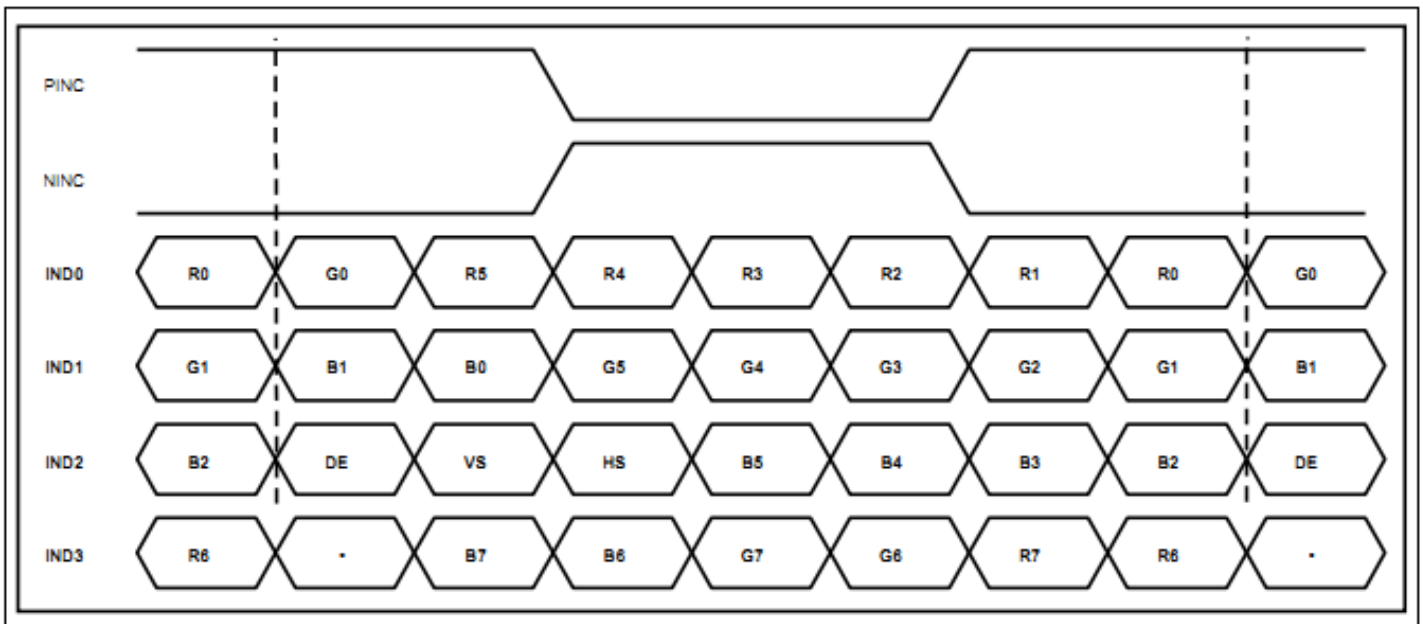 PINC
NINC
IND0 R0 G0 R5 R4 R3 R2 R1 R0 G0
IND1 G1 B1 B0 G5 G4 G3 G2 G1 B1
IND2 B2 DE VS HS B5 B4 B3 B2 DE
IND3 R6 - B7 B6 G7 G6 R7 R6 -